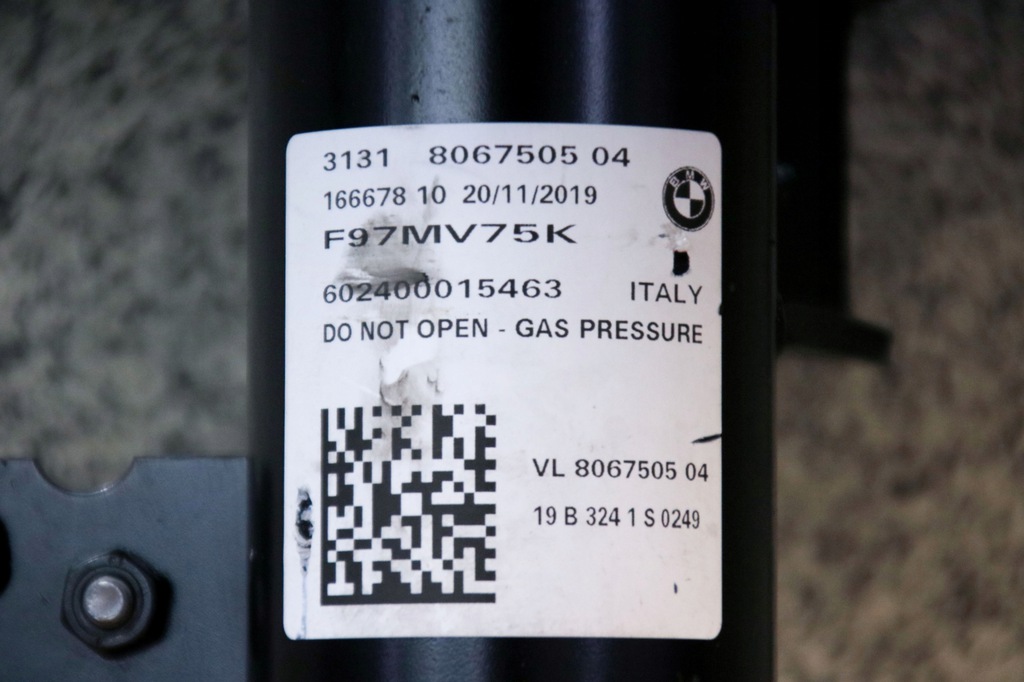 3131 8067505 04
166678 10 20/11/2019
BMW
F97MV75K
602400015463 ITALY
DO NOT OPEN - GAS PRESSURE
VL 8067505 04
19 B 324 1 S 0249